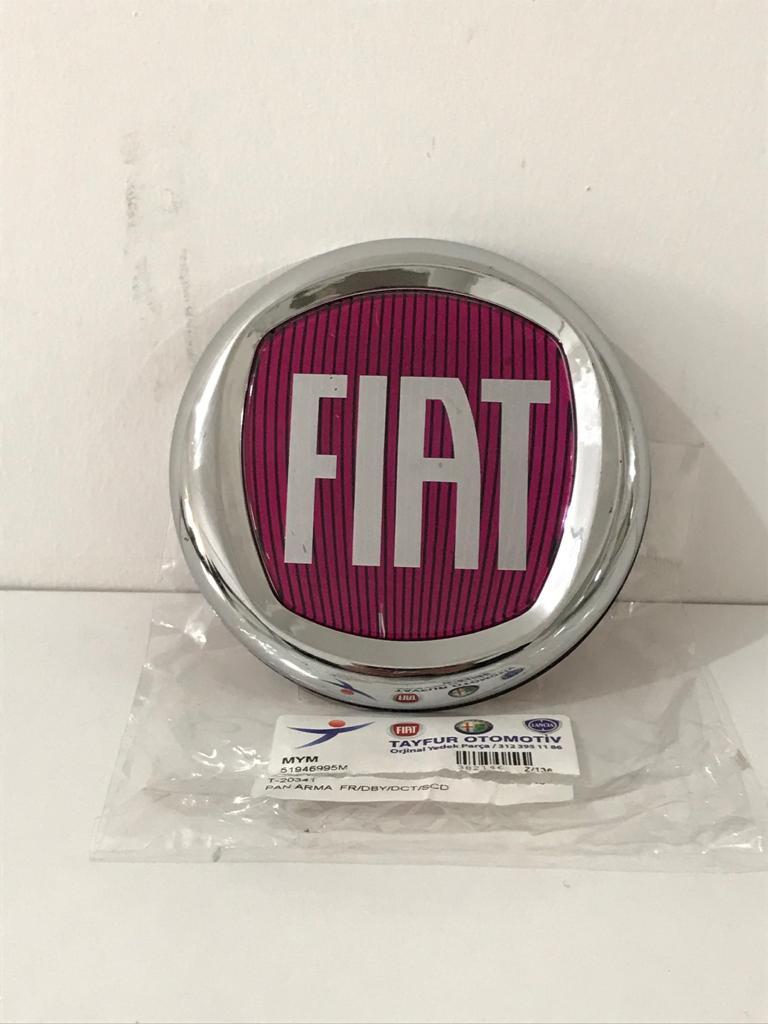 FIAT
FIAT
LANCIA
TAYFUR OTOMOTİV
Orjinal Yedek Parça / 312 395 11 86
MYM
51946995M
T-20341
PAN ARMA FR/DBY/DCT/SCD